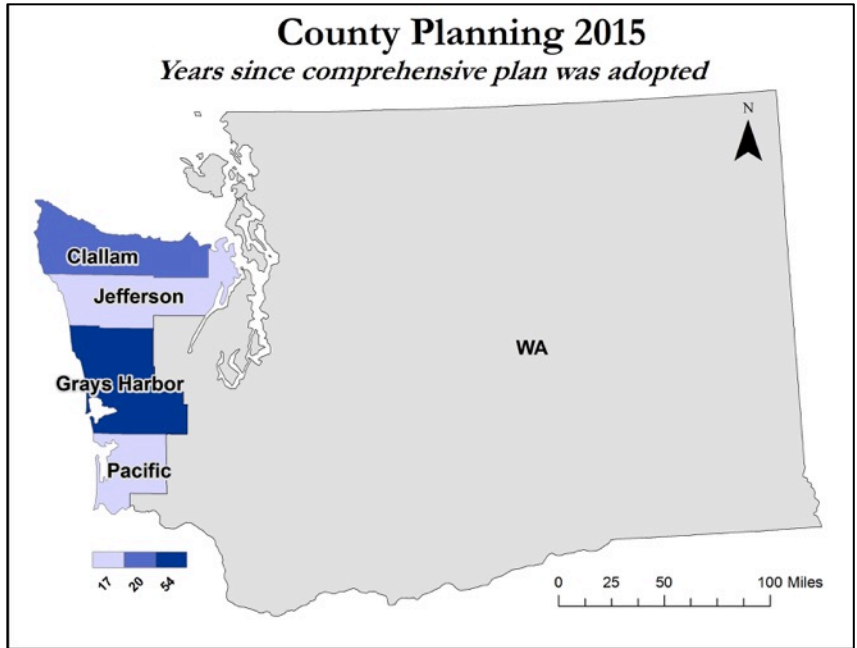 County Planning 2015
Years since comprehensive plan was adopted
N
Clallam
Jefferson
WA
Grays Harbor
Pacific
17 20 54
0 25 50 100 Miles